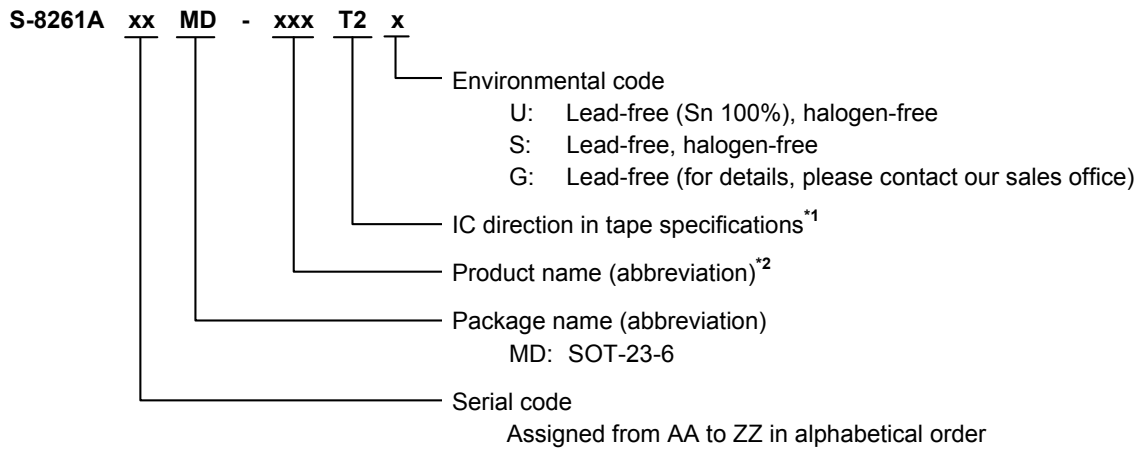 S-8261A xx MD - xxx T2 x
Environmental code
U: Lead-free (Sn 100%), halogen-free
S: Lead-free, halogen-free
G: Lead-free (for details, please contact our sales office)
IC direction in tape specifications*1
Product name (abbreviation)*2
Package name (abbreviation)
MD: SOT-23-6
Serial code
Assigned from AA to ZZ in alphabetical order